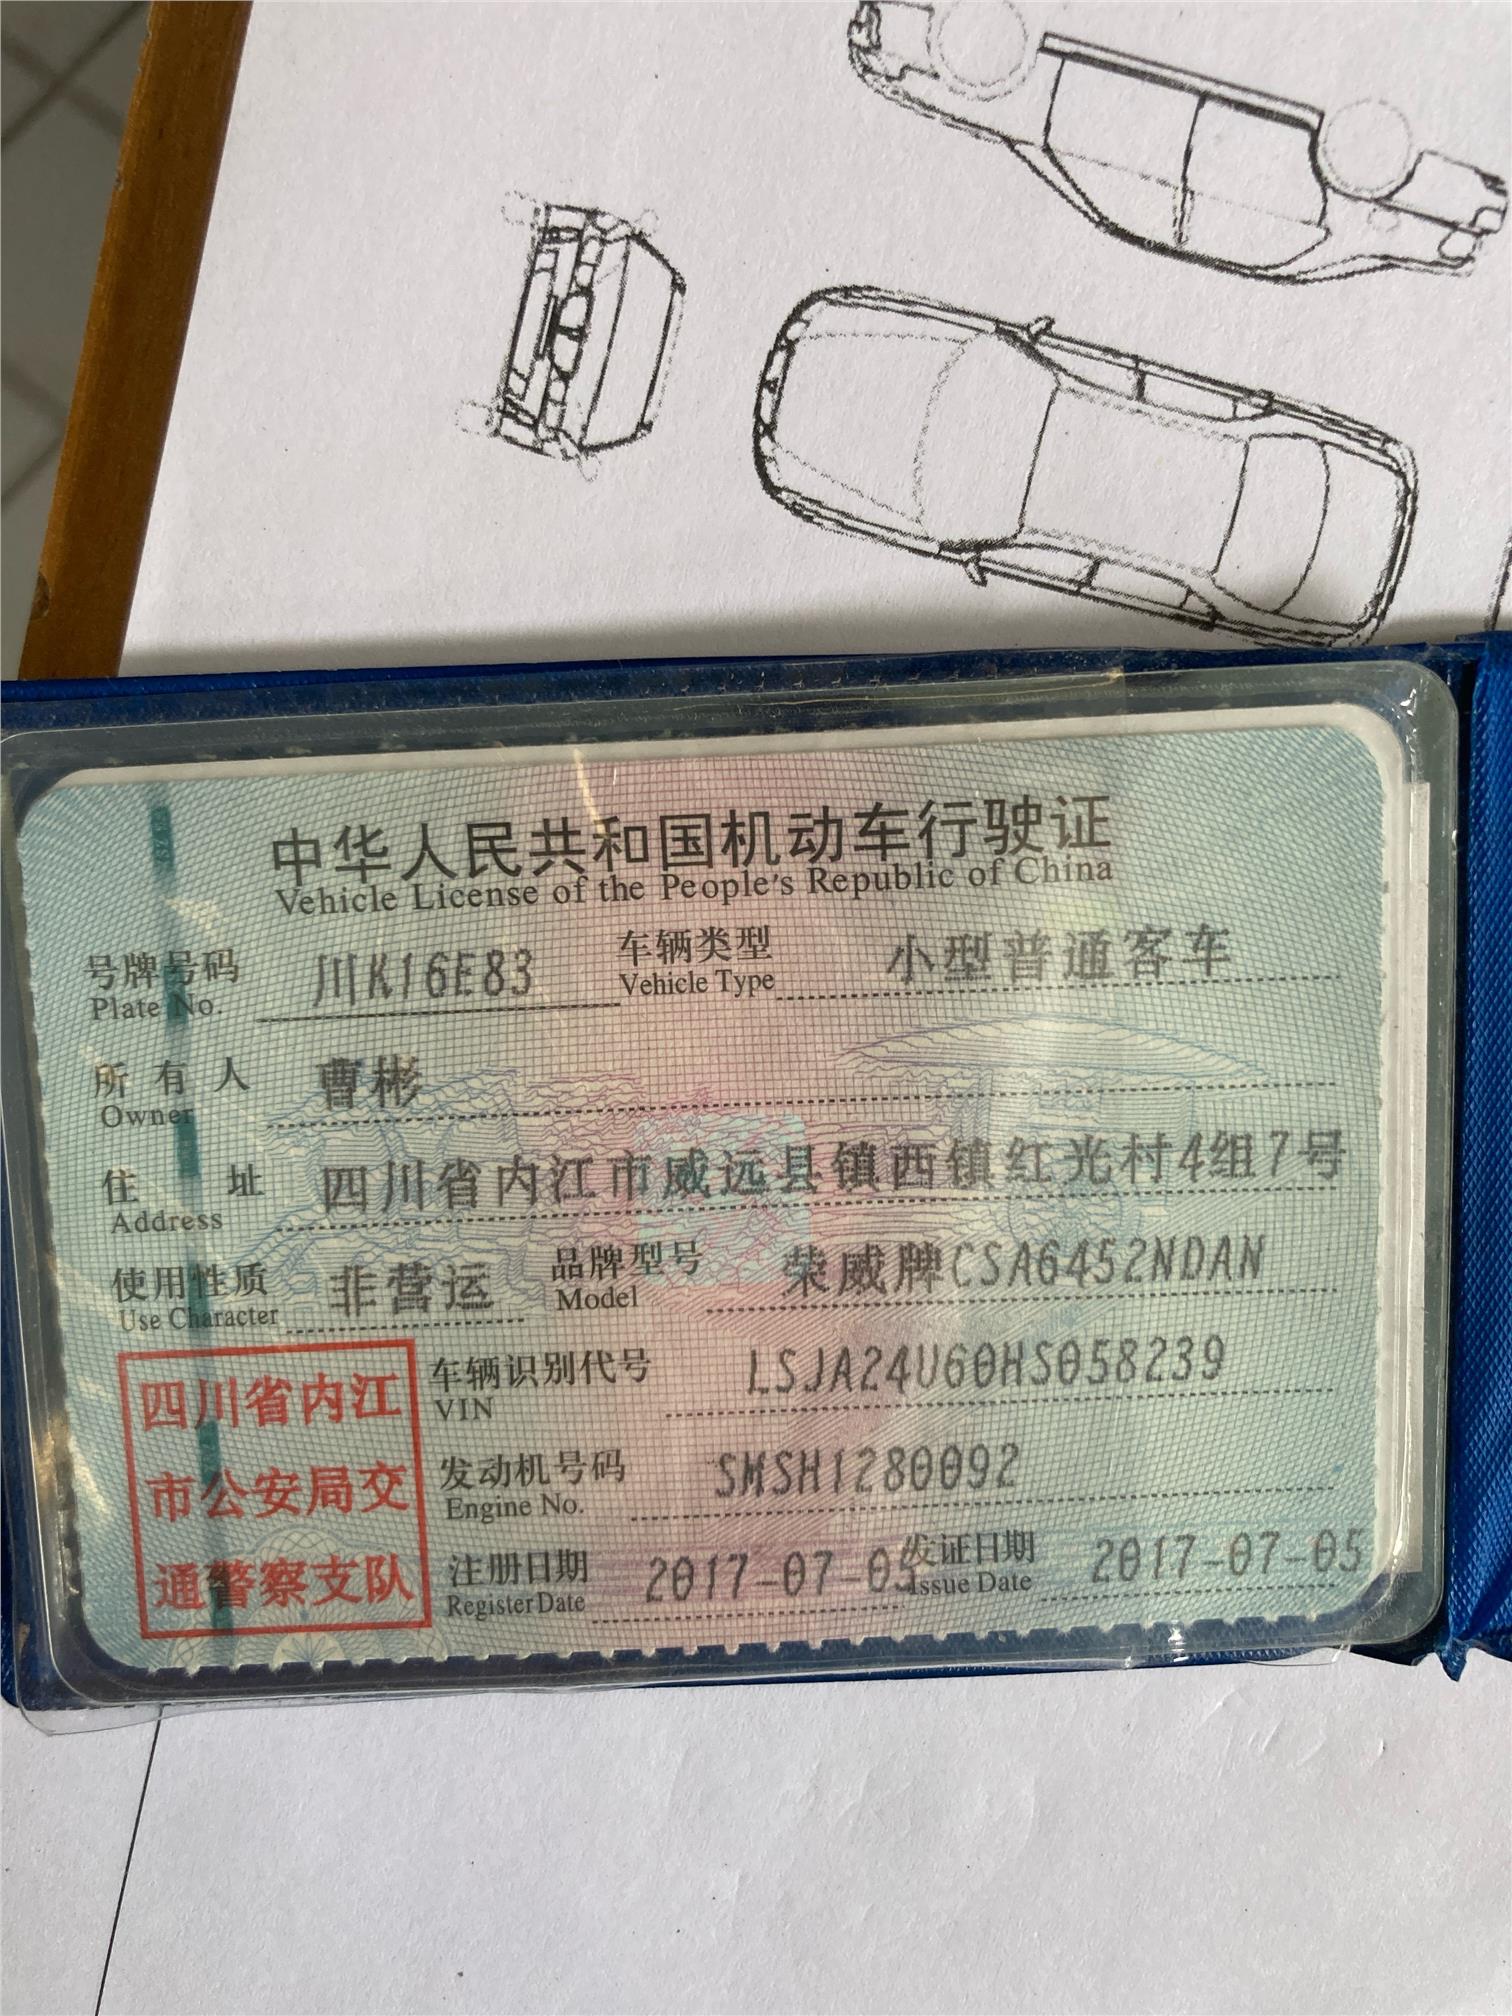 中华人民共和国机动车行驶证
Vehicle License of the People's Republic of China
号牌号码 川K16E83 车辆类型 小型普通客车
Plate No. Vehicle Type
所有人 曹彬
Owner
住址 四川省内江市威远县镇西镇红光村4组7号
Address
使用性质 非营运 品牌型号 荣威牌CSA6452NDAN
Use Character Model
车辆识别代号 LSJA24U60HS058239
VIN
发动机号码 SMSH1280092
Engine No.
注册日期 2017-07-05 发证日期 2017-07-05
Register Date Issue Date
四川省内江
市公安局交
通警察支队